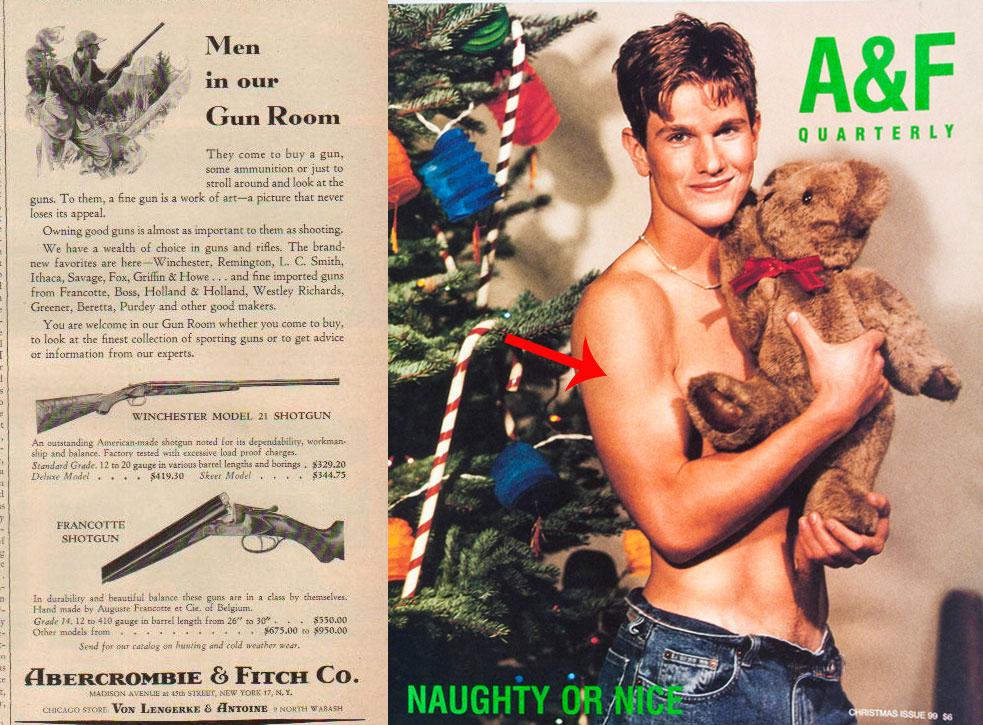 Men
in our
Gun Room
They come to buy a gun,
some ammunition or just to
stroll around and look at the
guns. To them, a fine gun is a work of art—a picture that never
loses its appeal.
Owning good guns is almost as important to them as shooting.
We have a wealth of choice in guns and rifles. The brand-
new favorites are here—Winchester, Remington, L. C. Smith,
Ithaca, Savage, Fox, Griffin & Howe . . . and fine imported guns
from Francotte, Boss, Holland & Holland, Westley Richards,
Greener, Beretta, Purdey and other good makers.
You are welcome in our Gun Room whether you come to buy,
to look at the finest collection of sporting guns or to get advice
or information from our experts.
WINCHESTER MODEL 21 SHOTGUN
An outstanding American-made shotgun noted for its dependability, workman-
ship and balance. Factory tested with excessive load proof charges.
Standard Grade. 12 to 20 gauge in various barrel lengths and borings . $329.20
Deluxe Model . . . . $419.30 Skeet Model . . . . $344.75
FRANCOTTE
SHOTGUN
In durability and beautiful balance these guns are in a class by themselves.
Hand made by Auguste Francotte et Cie. of Belgium.
Grade 14. 12 to 410 gauge in barrel length from 26" to 30" . . . $550.00
Other models from . . . . . . . . . . . $675.00 to $950.00
Send for our catalog on hunting and cold weather wear.
ABERCROMBIE & FITCH CO.
MADISON AVENUE at 45th STREET, NEW YORK 17, N. Y.
CHICAGO STORE: VON LENGERKE & ANTOINE 9 NORTH WABASH
A&F
QUARTERLY
NAUGHTY OR NICE
CHRISTMAS ISSUE 99 $6